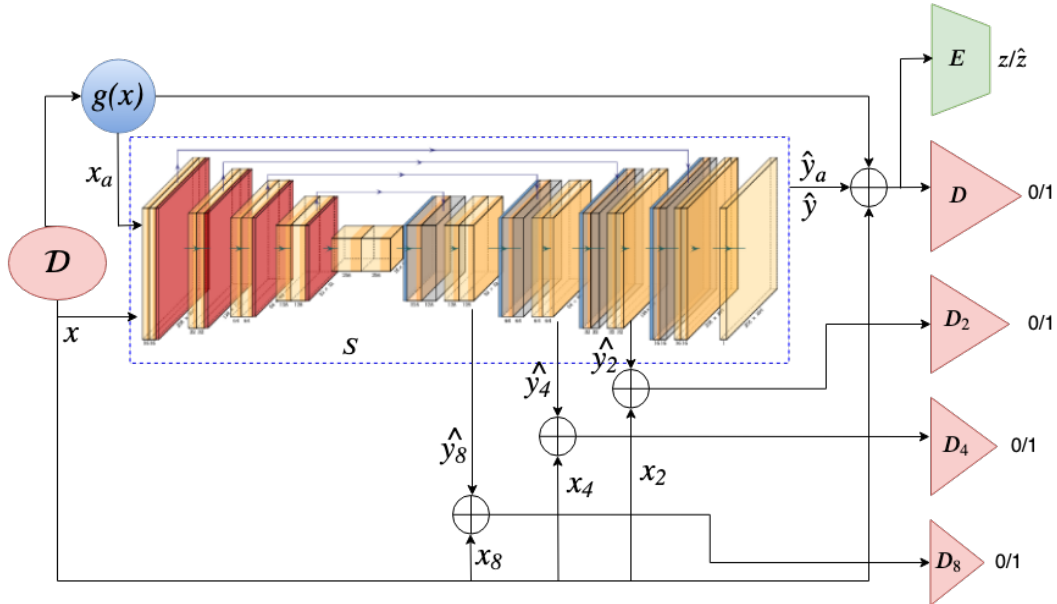 E
z/ẑ
g(x)
x_a
ŷ_a
ŷ
D
0/1
𝒟
x
S
D_2
0/1
ŷ_2
ŷ_4
D_4
0/1
ŷ_8
x_4
x_2
x_8
D_8
0/1